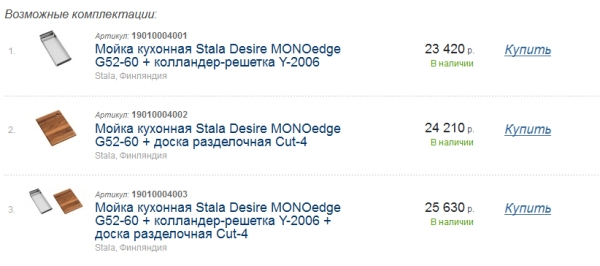 Возможные комплектации:
1.
Артикул: 19010004001
Мойка кухонная Stala Desire MONOedge
G52-60 + колландер-решетка Y-2006
Stala, Финляндия
23 420 р.
В наличии
Купить
2.
Артикул: 19010004002
Мойка кухонная Stala Desire MONOedge
G52-60 + доска разделочная Cut-4
Stala, Финляндия
24 210 р.
В наличии
Купить
3.
Артикул: 19010004003
Мойка кухонная Stala Desire MONOedge
G52-60 + колландер-решетка Y-2006 +
доска разделочная Cut-4
Stala, Финляндия
25 630 р.
В наличии
Купить